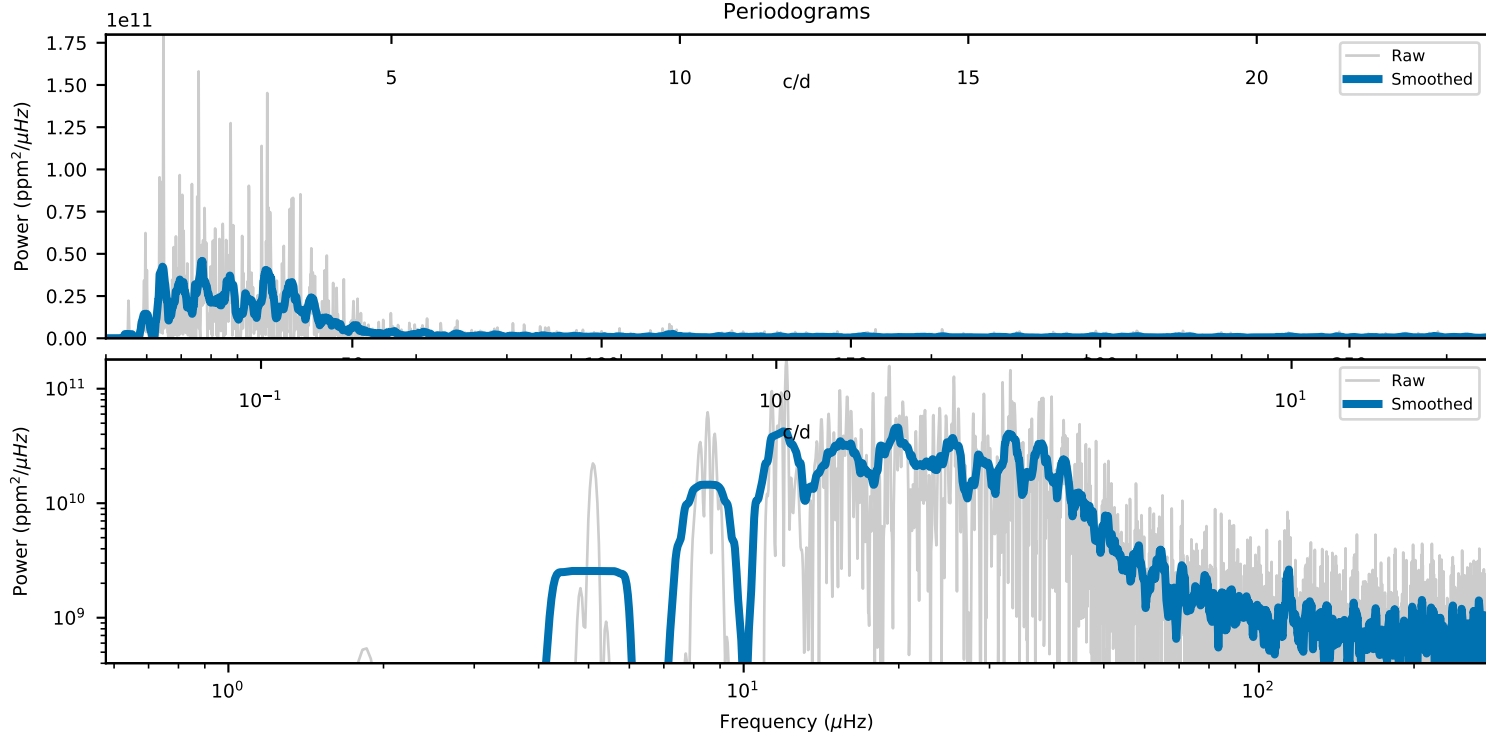 Periodograms
1e11
1.75
1.50
1.25
1.00
0.75
0.50
0.25
0.00
Power (ppm²/μHz)
5
10
15
20
c/d
Raw
Smoothed
10¹¹
10¹⁰
10⁹
Power (ppm²/μHz)
10⁻¹
10⁰
10¹
c/d
Raw
Smoothed
10⁰
10¹
10²
Frequency (μHz)